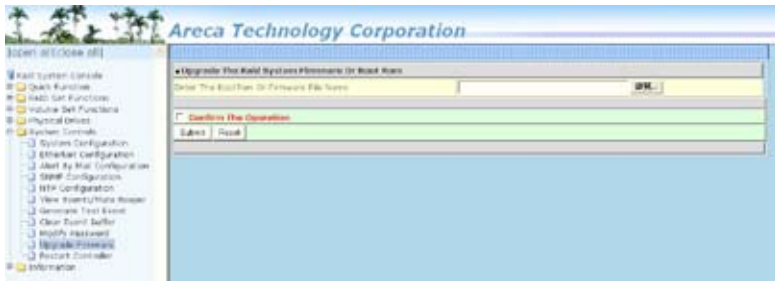 Areca Technology Corporation
[open all|close all]
Raid System Console
Quick Function
RAID Set Functions
Volume Set Functions
Physical Drives
System Controls
System Configuration
Ethernet Configuration
Alert By Mail Configuration
SNMP Configuration
NTP Configuration
View Events/Mute Beeper
Generate Test Event
Clear Event Buffer
Modify Password
Upgrade Firmware
Restart Controller
Information
Upgrade The Raid System Firmware Or Boot Rom
Enter The BootRom Or Firmware File Name
Confirm The Operation
Submit Reset